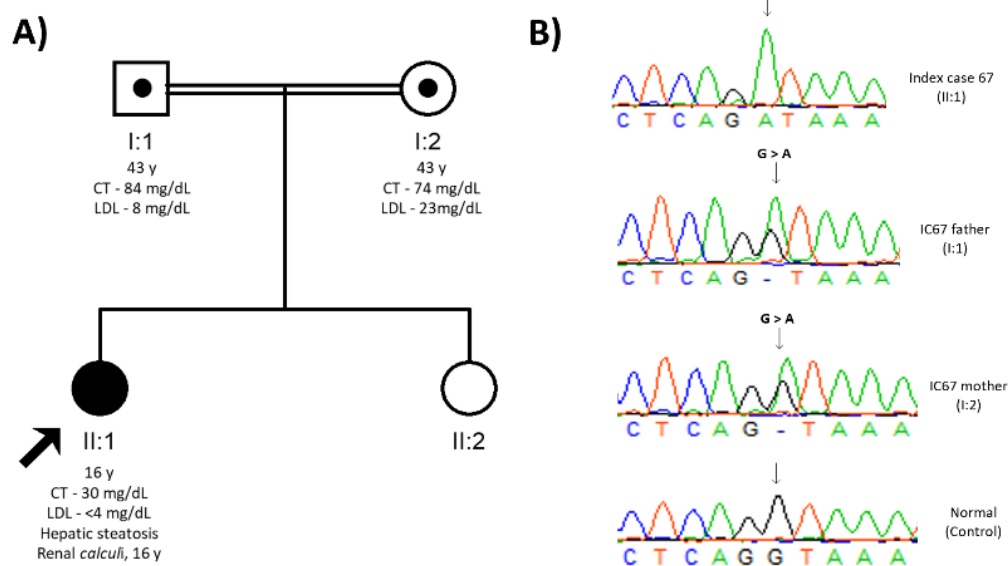 A)
I:1
43 y
CT - 84 mg/dL
LDL - 8 mg/dL
I:2
43 y
CT - 74 mg/dL
LDL - 23mg/dL
II:1
16 y
CT - 30 mg/dL
LDL - <4 mg/dL
Hepatic steatosis
Renal calculi, 16 y
II:2
B)
Index case 67
(II:1)
C T C A G A T A A A
G > A
IC67 father
(I:1)
C T C A G - T A A A
G > A
IC67 mother
(I:2)
C T C A G - T A A A
Normal
(Control)
C T C A G G T A A A